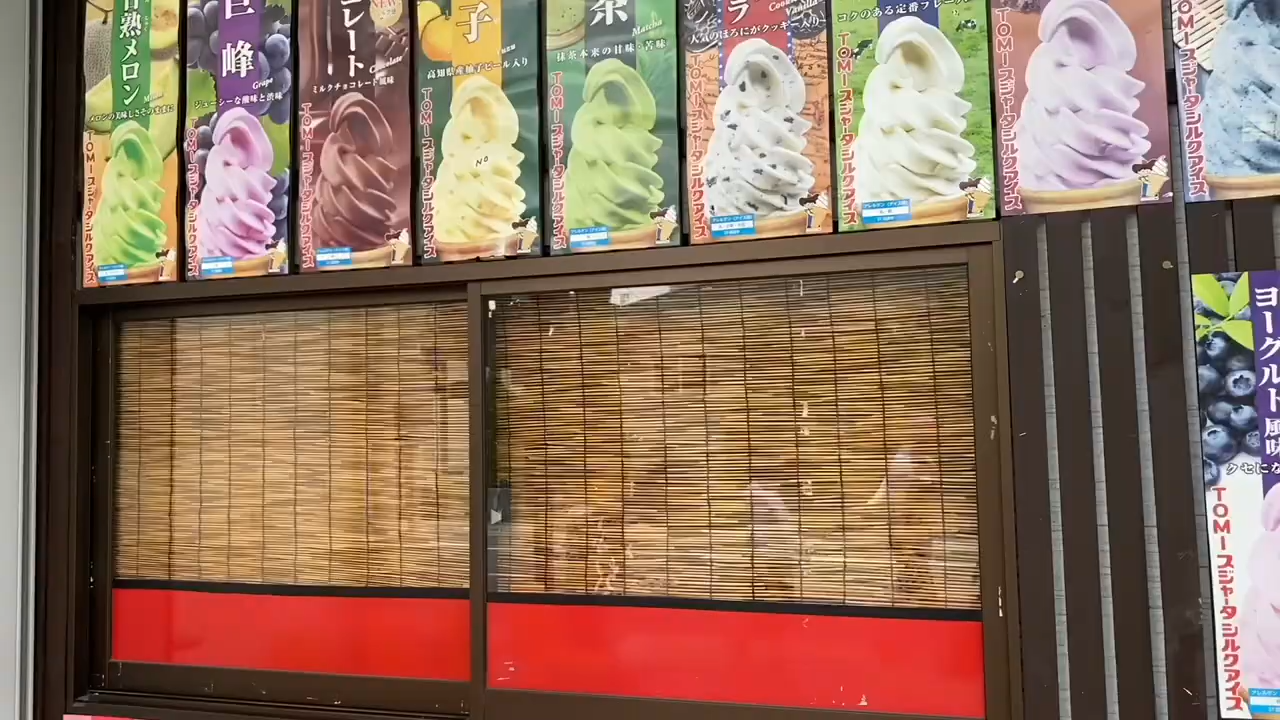 熟メロン
メロンの美味しさそのままに
TOMIースジャータシルクアイス
巨峰
Grape
ジューシーな酸味と渋味
TOMIースジャータシルクアイス
コレート
NEW
Chocolate
ミルクチョコレート風味
TOMIースジャータシルクアイス
子
高知県産柚子ピール入り
NO
TOMIースジャータシルクアイス
茶
Matcha
抹茶本来の甘味・苦味
TOMIースジャータシルクアイス
ラ
Vanilla
人気のほろにがクッキー入り
TOMIースジャータシルクアイス
コクのある定番フレーバー
TOMIースジャータシルクアイス
TOMIースジャータシルクアイス
TOMIースジャータシルクアイス
ヨーグルト風味
クセにな
TOMIースジャータシルクアイス